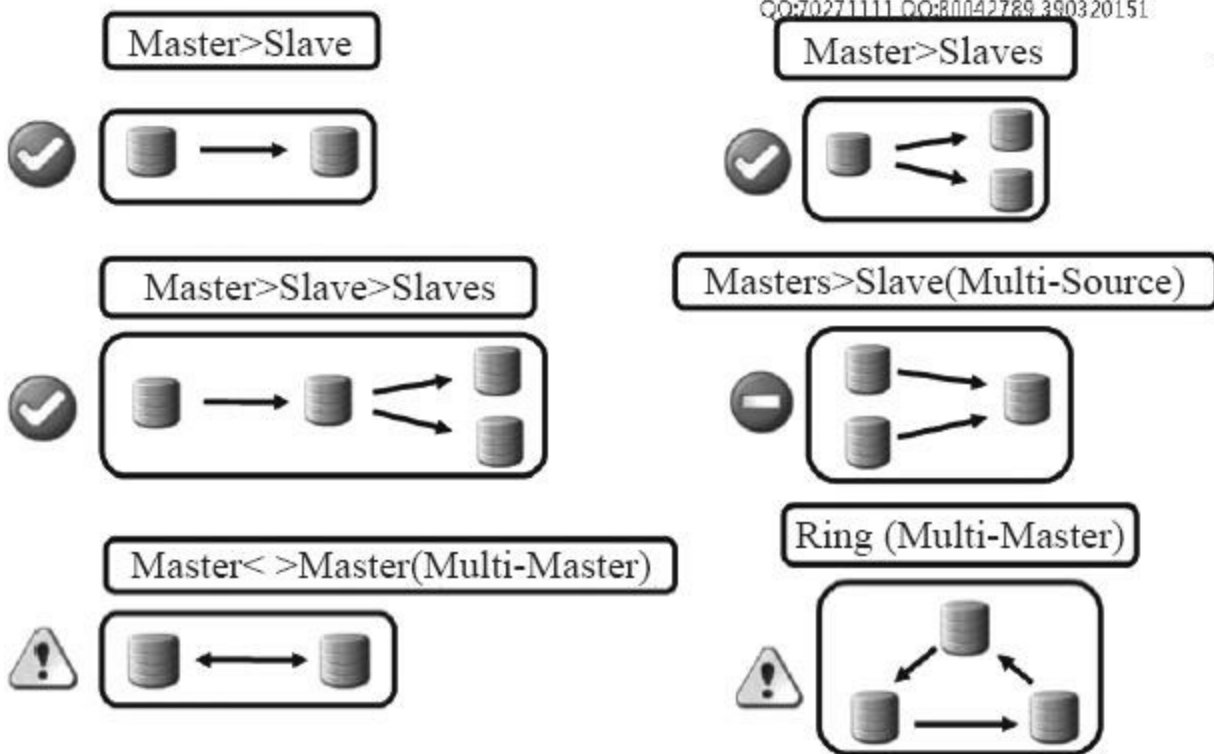 QQ:70271111 QQ:80042789 390320151
Master>Slave
Master>Slaves
Master>Slave>Slaves
Masters>Slave(Multi-Source)
Master< >Master(Multi-Master)
Ring (Multi-Master)